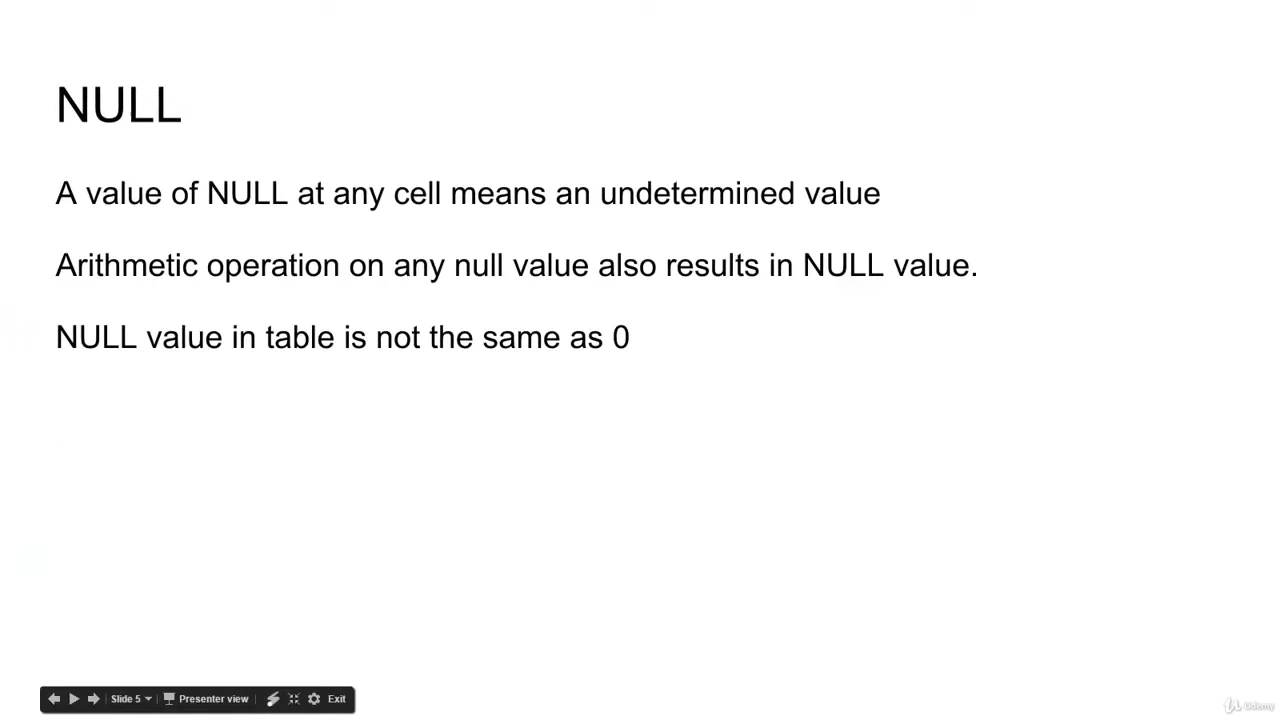 NULL
A value of NULL at any cell means an undetermined value
Arithmetic operation on any null value also results in NULL value.
NULL value in table is not the same as 0
Slide 5
Presenter view
Exit
Udemy